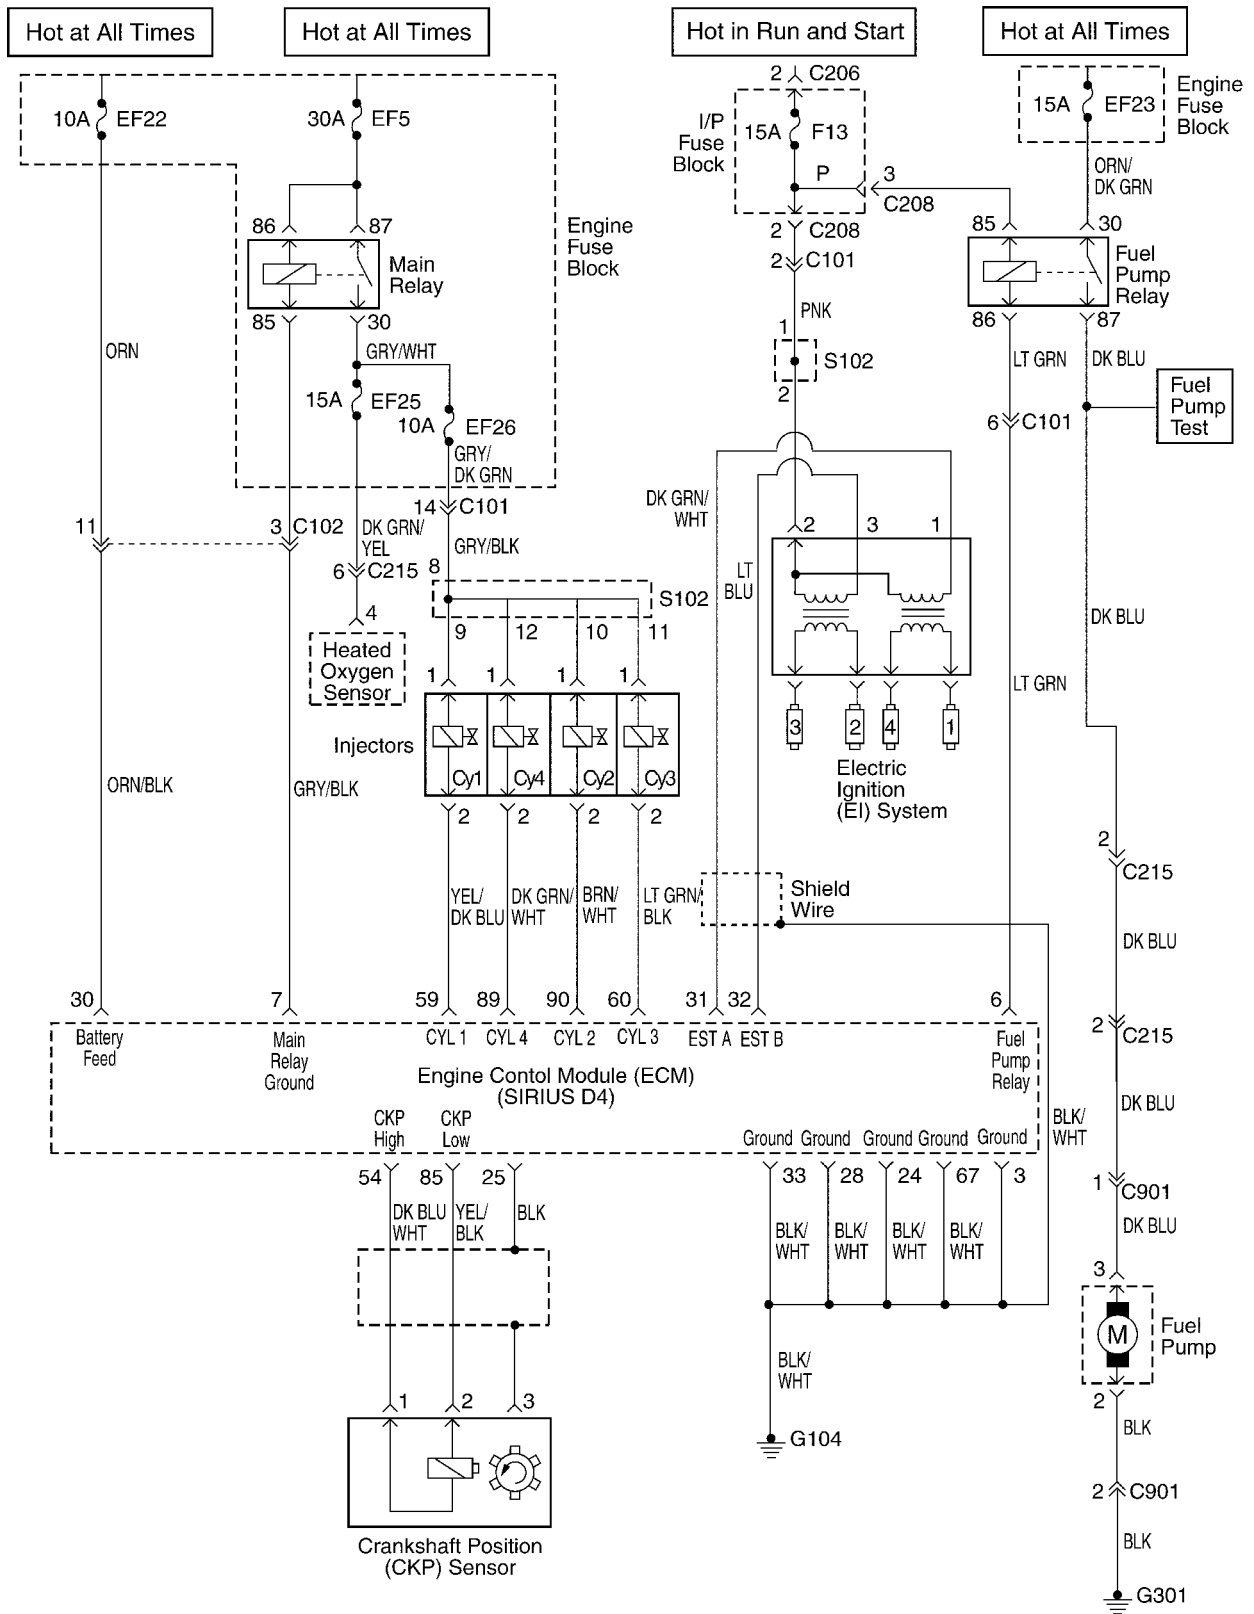 Hot at All Times
Hot at All Times
Hot in Run and Start
Hot at All Times
10A EF22
30A EF5
2 C206
I/P
Fuse
Block
15A F13
P
3
C208
15A EF23
Engine
Fuse
Block
ORN/
DK GRN
86
87
Main
Relay
85
30
Engine
Fuse
Block
2 C208
2 C101
85
30
Fuel
Pump
Relay
86
87
ORN
GRY/WHT
15A EF25
10A EF26
GRY/
DK GRN
PNK
1
S102
2
LT GRN
DK BLU
Fuel
Pump
Test
6 C101
11
3 C102
DK GRN/
YEL
14 C101
GRY/BLK
6 C215
4
Heated
Oxygen
Sensor
8
S102
9
12
10
11
DK GRN/
WHT
LT
BLU
2
3
1
DK BLU
LT GRN
1
1
1
1
Injectors
Cy1
Cy4
Cy2
Cy3
2
2
2
2
3
2
4
1
Electric
Ignition
(EI) System
ORN/BLK
GRY/BLK
YEL/
DK BLU
DK GRN/
WHT
BRN/
WHT
LT GRN/
BLK
Shield
Wire
2
C215
DK BLU
30
7
59
89
90
60
31
32
6
2
C215
Battery
Feed
Main
Relay
Ground
CYL 1
CYL 4
CYL 2
CYL 3
EST A
EST B
Fuel
Pump
Relay
Engine Contol Module (ECM)
(SIRIUS D4)
CKP
High
CKP
Low
Ground
Ground
Ground
Ground
Ground
BLK/
WHT
DK BLU
54
85
25
33
28
24
67
3
1
C901
DK BLU
DK BLU
WHT
YEL/
BLK
BLK
BLK/
WHT
BLK/
WHT
BLK/
WHT
BLK/
WHT
3
M
Fuel
Pump
2
BLK/
WHT
G104
1
2
3
BLK
2 C901
BLK
G301
Crankshaft Position
(CKP) Sensor